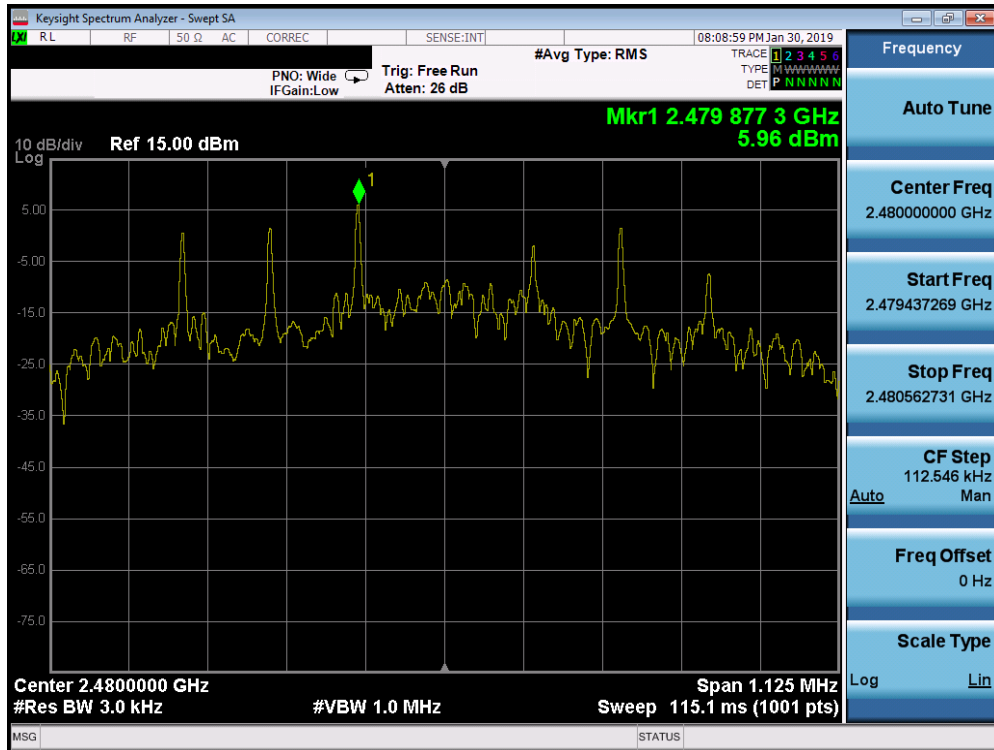 Keysight Spectrum Analyzer - Swept SA
LXI RL RF 50 Ω AC CORREC SENSE:INT 08:08:59 PM Jan 30, 2019
#Avg Type: RMS TRACE 1 2 3 4 5 6
PNO: Wide Trig: Free Run TYPE M W W W W W
IFGain:Low Atten: 26 dB DET P N N N N N
Mkr1 2.479 877 3 GHz
5.96 dBm
10 dB/div Ref 15.00 dBm
Log
1
5.00
-5.00
-15.0
-25.0
-35.0
-45.0
-55.0
-65.0
-75.0
Center 2.4800000 GHz Span 1.125 MHz
#Res BW 3.0 kHz #VBW 1.0 MHz Sweep 115.1 ms (1001 pts)
MSG STATUS
Frequency
Auto Tune
Center Freq
2.480000000 GHz
Start Freq
2.479437269 GHz
Stop Freq
2.480562731 GHz
CF Step
112.546 kHz
Auto Man
Freq Offset
0 Hz
Scale Type
Log Lin